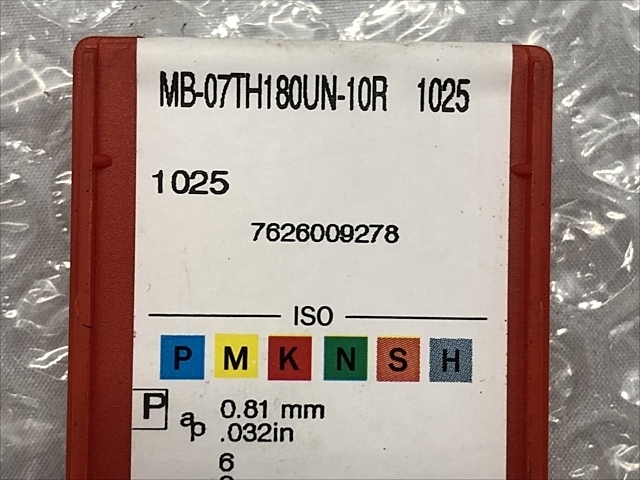 MB-07TH180UN-10R 1025
1025
7626009278
ISO
P M K N S H
P ap 0.81 mm
.032in
6